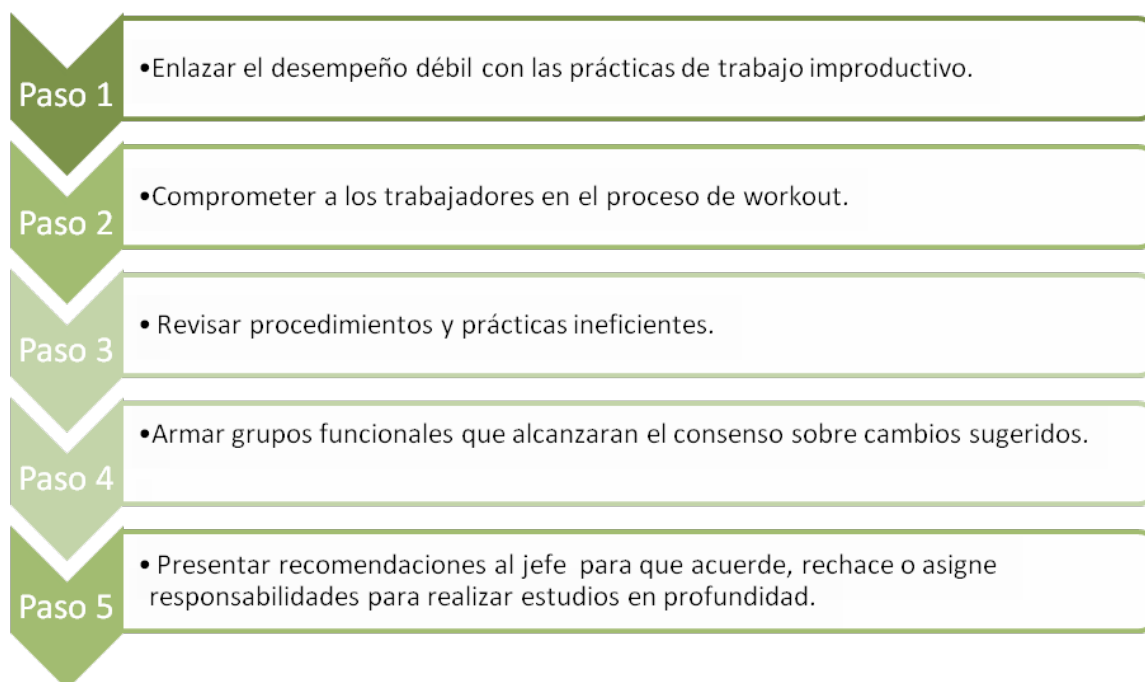 Paso 1
•Enlazar el desempeño débil con las prácticas de trabajo improductivo.
Paso 2
•Comprometer a los trabajadores en el proceso de workout.
Paso 3
• Revisar procedimientos y prácticas ineficientes.
Paso 4
•Armar grupos funcionales que alcanzaran el consenso sobre cambios sugeridos.
Paso 5
• Presentar recomendaciones al jefe para que acuerde, rechace o asigne
responsabilidades para realizar estudios en profundidad.